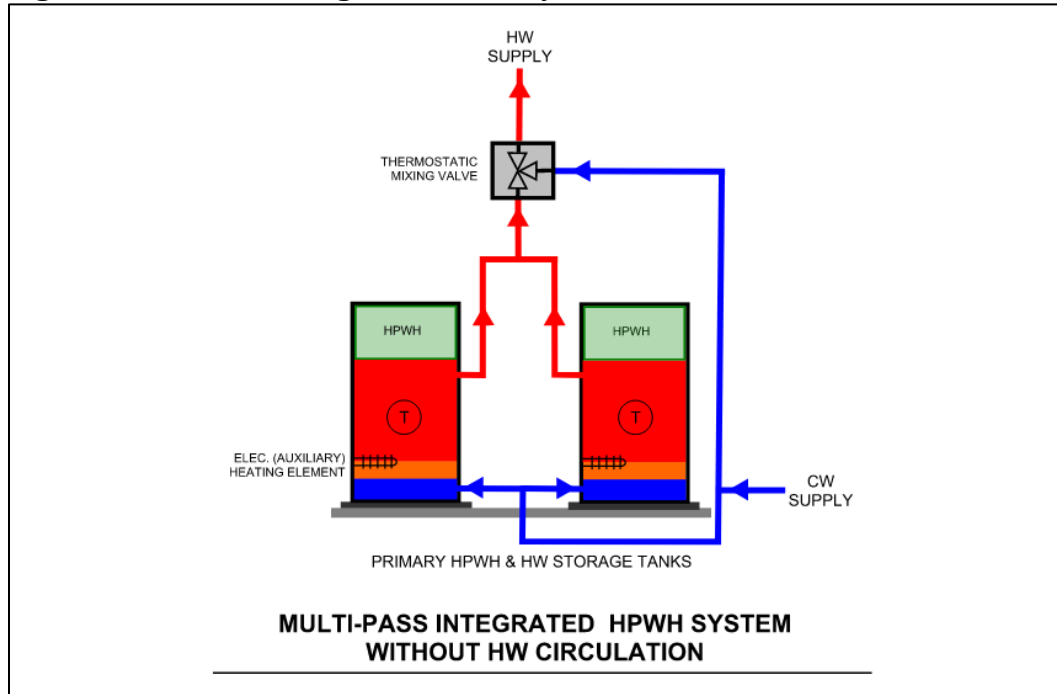 HW
SUPPLY
THERMOSTATIC
MIXING VALVE
HPWH
HPWH
T
T
ELEC. (AUXILIARY)
HEATING ELEMENT
CW
SUPPLY
PRIMARY HPWH & HW STORAGE TANKS
MULTI-PASS INTEGRATED HPWH SYSTEM
WITHOUT HW CIRCULATION